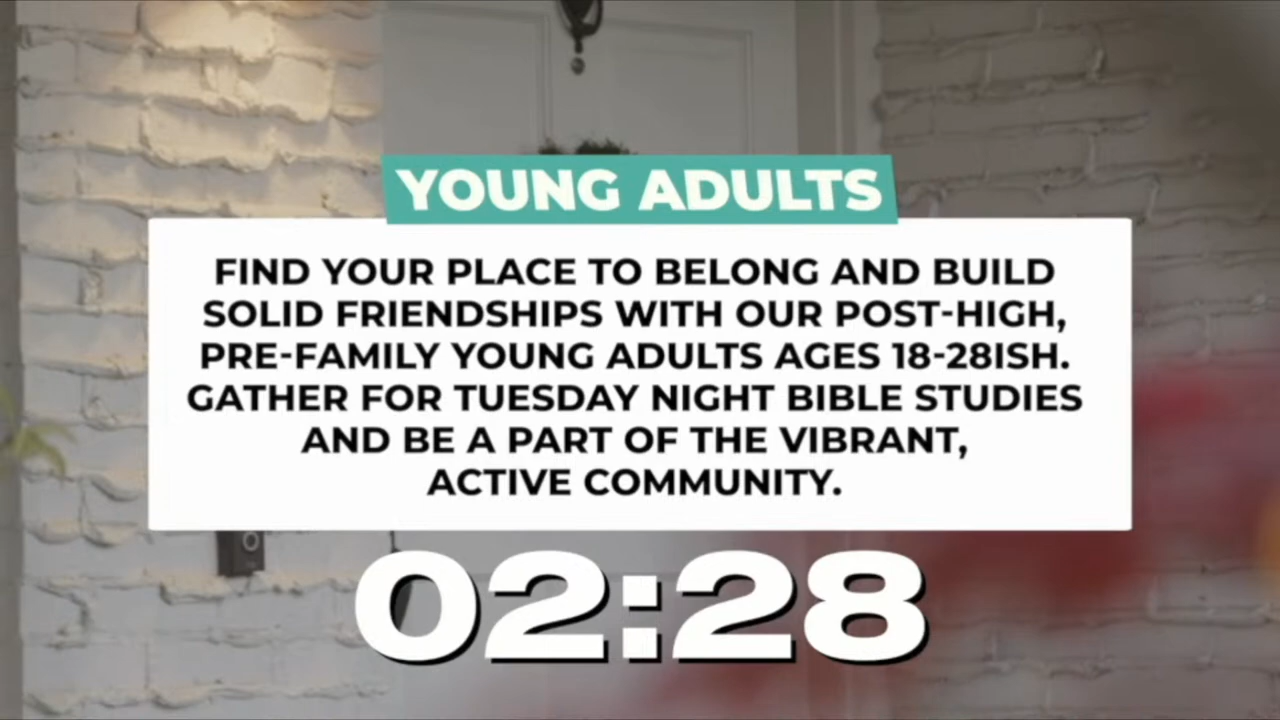 YOUNG ADULTS
FIND YOUR PLACE TO BELONG AND BUILD
SOLID FRIENDSHIPS WITH OUR POST-HIGH,
PRE-FAMILY YOUNG ADULTS AGES 18-28ISH.
GATHER FOR TUESDAY NIGHT BIBLE STUDIES
AND BE A PART OF THE VIBRANT,
ACTIVE COMMUNITY.
02:28